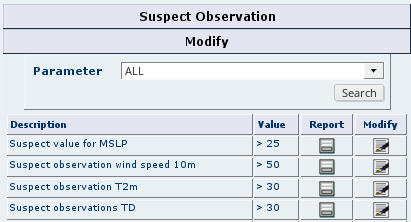 Suspect Observation
Modify
Parameter ALL
Search
Description Value Report Modify
Suspect value for MSLP > 25
Suspect observation wind speed 10m > 50
Suspect observation T2m > 30
Suspect observations TD > 30